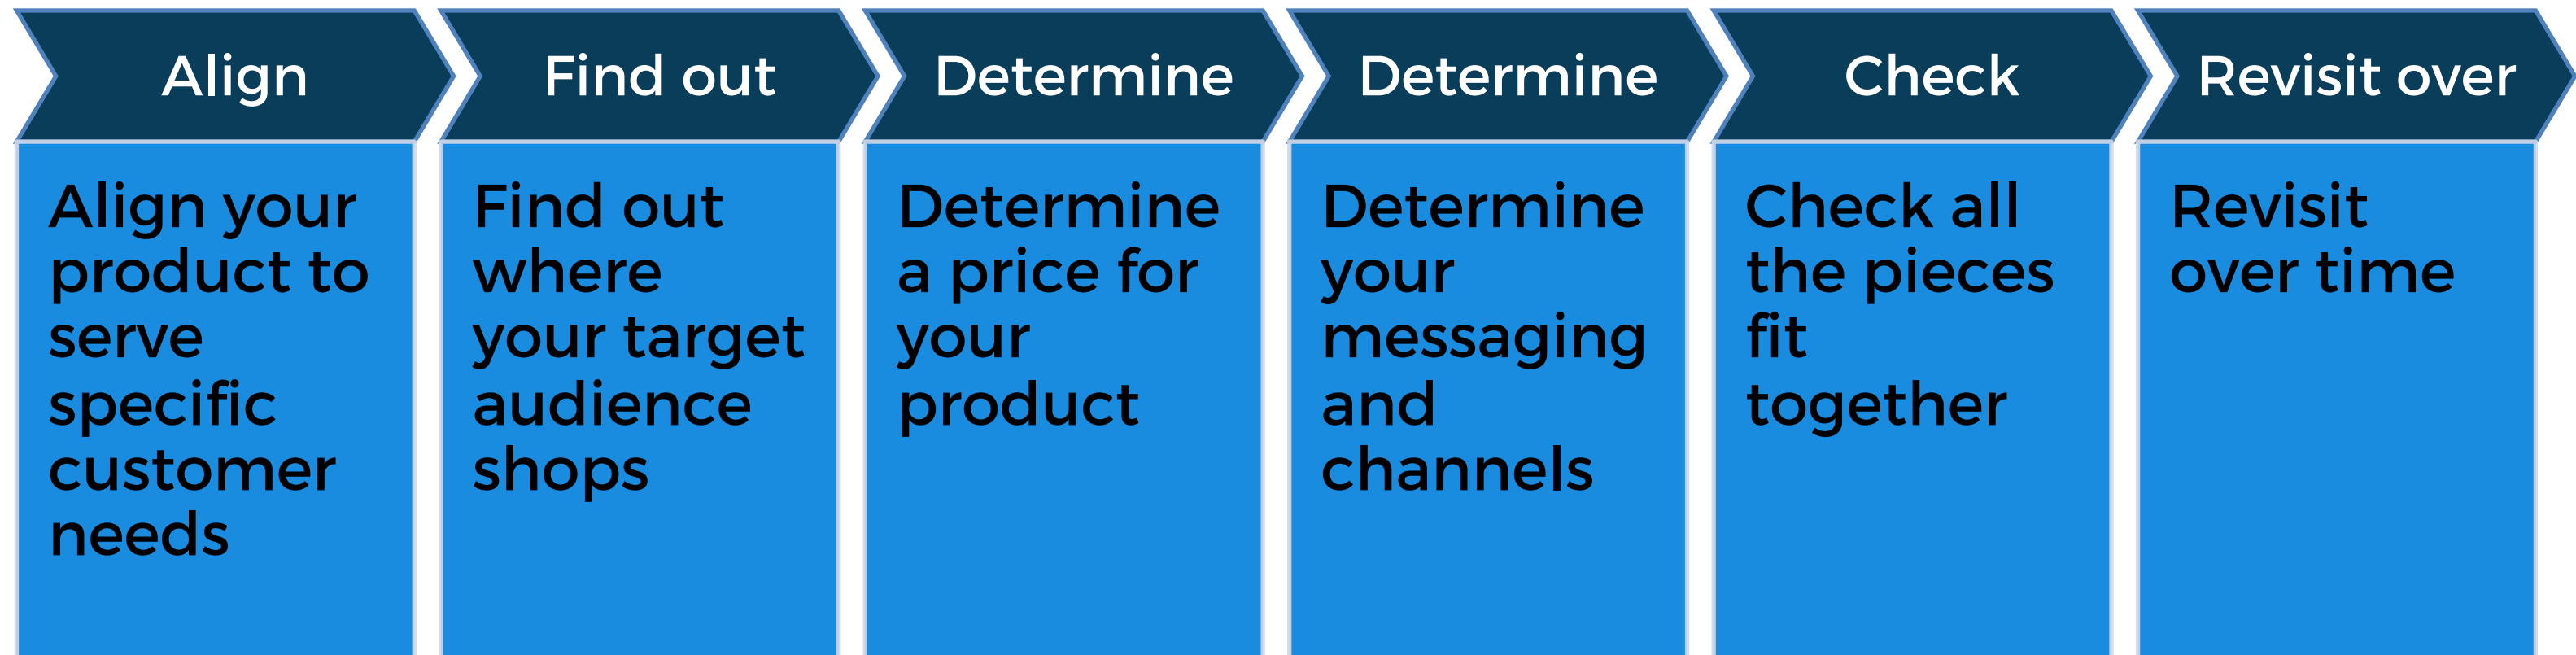 Align
Find out
Determine
Determine
Check
Revisit over
Align your
product to
serve
specific
customer
needs
Find out
where
your target
audience
shops
Determine
a price for
your
product
Determine
your
messaging
and
channels
Check all
the pieces
fit
together
Revisit
over time